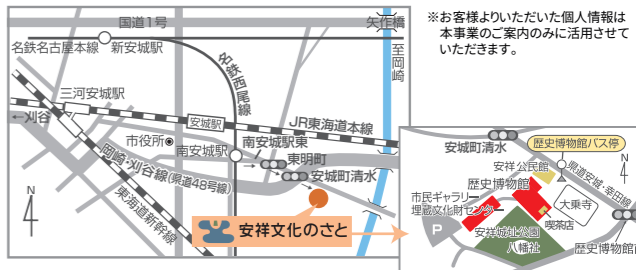 国道1号
矢作橋
名鉄名古屋本線
新安城駅
至岡崎
名鉄西尾線
三河安城駅
←刈谷
安城駅
JR東海道本線
市役所
南安城駅
南安城駅東
東明町
安城町清水
岡崎・刈谷線(県道48号線)
東海道新幹線
N
安祥文化のさと
※お客様よりいただいた個人情報は
本事業のご案内のみに活用させて
いただきます。
安城町清水
歴史博物館バス停
安祥公民館
県道安城・幸田線
歴史博物館
市民ギャラリー
埋蔵文化財センター
大乗寺
喫茶店
P
安祥城址公園
八幡社
歴史博物館前
N